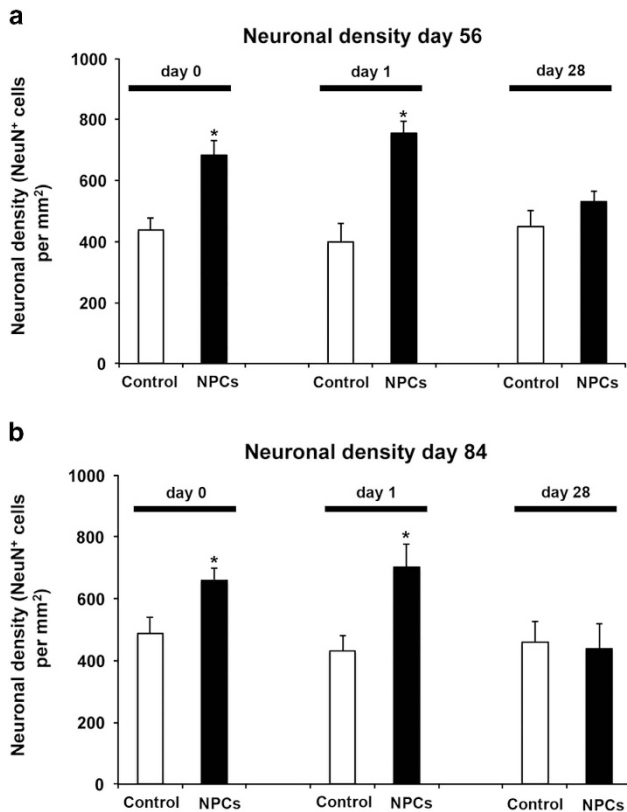 a
Neuronal density day 56
Neuronal density (NeuN⁺ cells
per mm²)
1000
800
600
400
200
0
day 0
day 1
day 28
*
*
Control NPCs Control NPCs Control NPCs
b
Neuronal density day 84
Neuronal density (NeuN⁺ cells
per mm²)
1000
800
600
400
200
0
day 0
day 1
day 28
*
*
Control NPCs Control NPCs Control NPCs